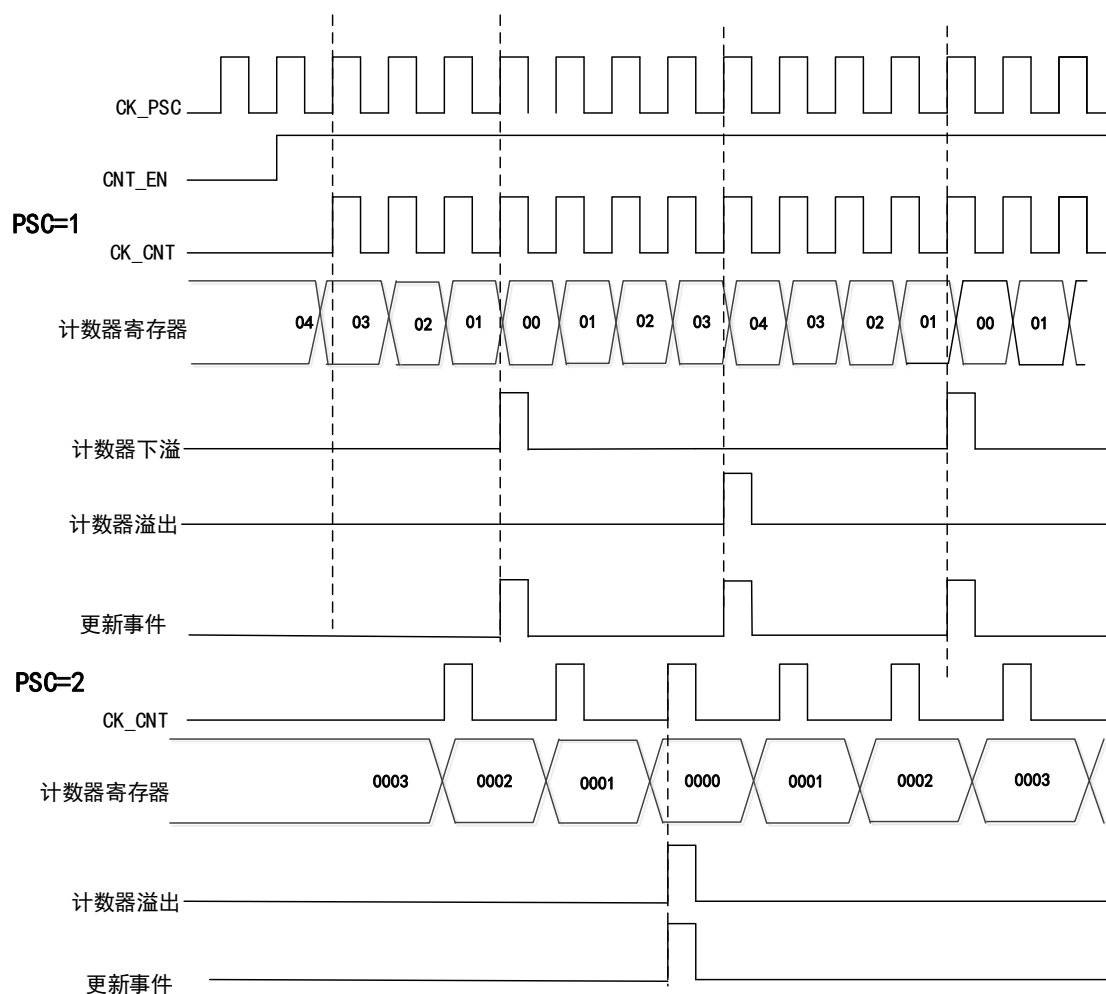 CK_PSC
CNT_EN
PSC=1
CK_CNT
计数器寄存器 04 03 02 01 00 01 02 03 04 03 02 01 00 01
计数器下溢
计数器溢出
更新事件
PSC=2
CK_CNT
计数器寄存器 0003 0002 0001 0000 0001 0002 0003
计数器溢出
更新事件